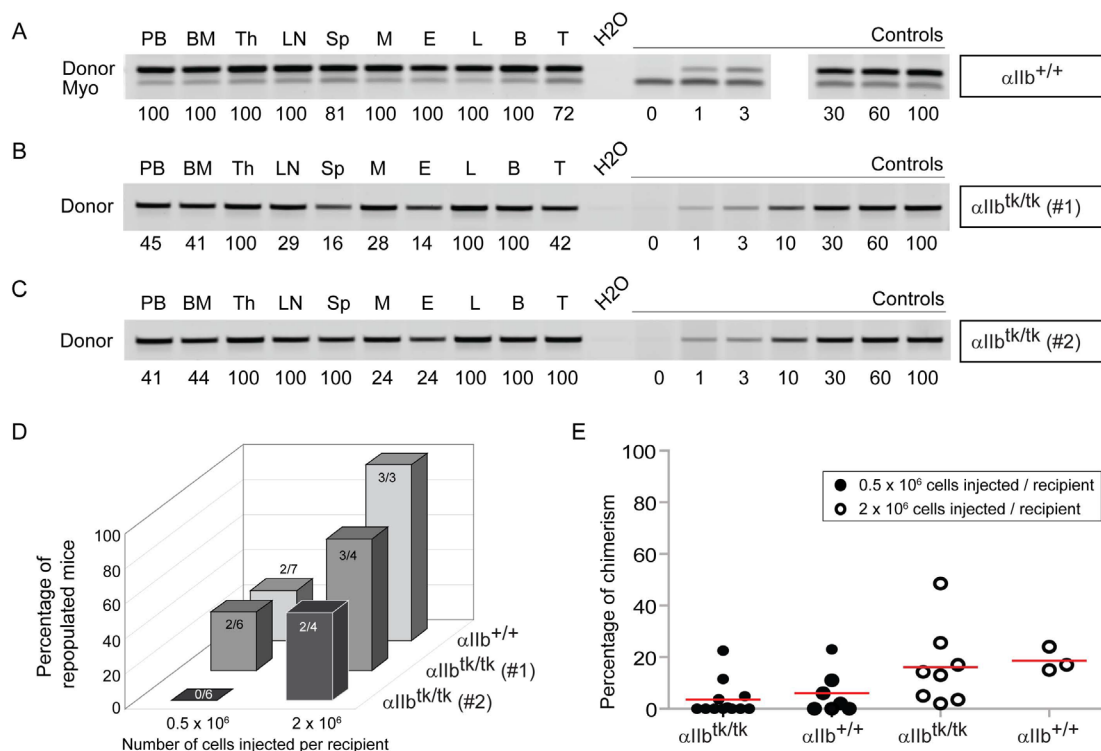 A
PB BM Th LN Sp M E L B T H2O Controls
Donor
Myo
αIIb+/+
100 100 100 100 81 100 100 100 100 72 0 1 3 30 60 100
B
PB BM Th LN Sp M E L B T H2O Controls
Donor
αIIbtk/tk (#1)
45 41 100 29 16 28 14 100 100 42 0 1 3 10 30 60 100
C
PB BM Th LN Sp M E L B T H2O Controls
Donor
αIIbtk/tk (#2)
41 44 100 100 100 24 24 100 100 100 0 1 3 10 30 60 100
D
Percentage of
repopulated mice
100
80
60
40
20
0
3/3
2/7
3/4
2/6
2/4
0/6
αIIb+/+
αIIbtk/tk (#1)
αIIbtk/tk (#2)
0.5 x 10⁶ 2 x 10⁶
Number of cells injected per recipient
E
Percentage of chimerism
100
80
60
40
20
0
0.5 x 10⁶ cells injected / recipient
2 x 10⁶ cells injected / recipient
αIIbtk/tk αIIb+/+ αIIbtk/tk αIIb+/+